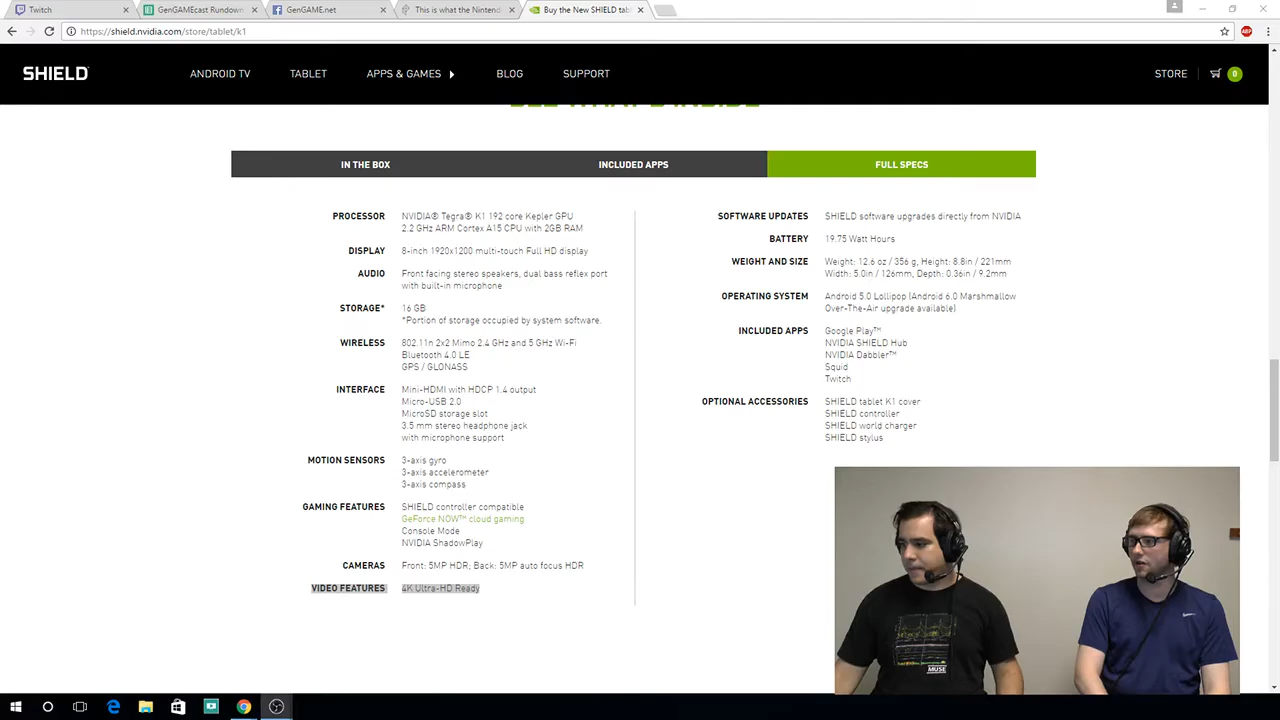 Twitch
GenGAMEcast Rundown
GenGAME.net
This is what the Nintend
Buy the New SHIELD tab
https://shield.nvidia.com/store/tablet/k1
SHIELD
ANDROID TV
TABLET
APPS & GAMES
BLOG
SUPPORT
STORE
0
IN THE BOX
INCLUDED APPS
FULL SPECS
PROCESSOR
NVIDIA® Tegra® K1 192 core Kepler GPU
2.2 GHz ARM Cortex A15 CPU with 2GB RAM
DISPLAY
8-inch 1920x1200 multi-touch Full HD display
AUDIO
Front facing stereo speakers, dual bass reflex port
with built-in microphone
STORAGE*
16 GB
*Portion of storage occupied by system software.
WIRELESS
802.11n 2x2 Mimo 2.4 GHz and 5 GHz Wi-Fi
Bluetooth 4.0 LE
GPS / GLONASS
INTERFACE
Mini-HDMI with HDCP 1.4 output
Micro-USB 2.0
MicroSD storage slot
3.5 mm stereo headphone jack
with microphone support
MOTION SENSORS
3-axis gyro
3-axis accelerometer
3-axis compass
GAMING FEATURES
SHIELD controller compatible
GeForce NOW™ cloud gaming
Console Mode
NVIDIA ShadowPlay
CAMERAS
Front: 5MP HDR; Back: 5MP auto focus HDR
VIDEO FEATURES
4K Ultra-HD Ready
SOFTWARE UPDATES
SHIELD software upgrades directly from NVIDIA
BATTERY
19.75 Watt Hours
WEIGHT AND SIZE
Weight: 12.6 oz / 356 g, Height: 8.8in / 221mm
Width: 5.0in / 126mm, Depth: 0.36in / 9.2mm
OPERATING SYSTEM
Android 5.0 Lollipop (Android 6.0 Marshmallow
Over-The-Air upgrade available)
INCLUDED APPS
Google Play™
NVIDIA SHIELD Hub
NVIDIA Dabbler™
Squid
Twitch
OPTIONAL ACCESSORIES
SHIELD tablet K1 cover
SHIELD controller
SHIELD world charger
SHIELD stylus
MUSE